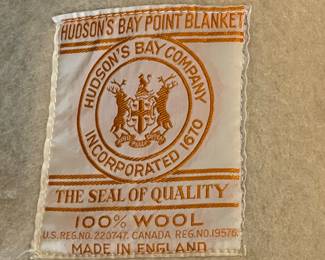 HUDSON'S BAY POINT BLANKET
HUDSON'S BAY COMPANY
INCORPORATED 1670
THE SEAL OF QUALITY
100% WOOL
U.S. REG. NO. 220747. CANADA REG. NO. 19576.
MADE IN ENGLAND